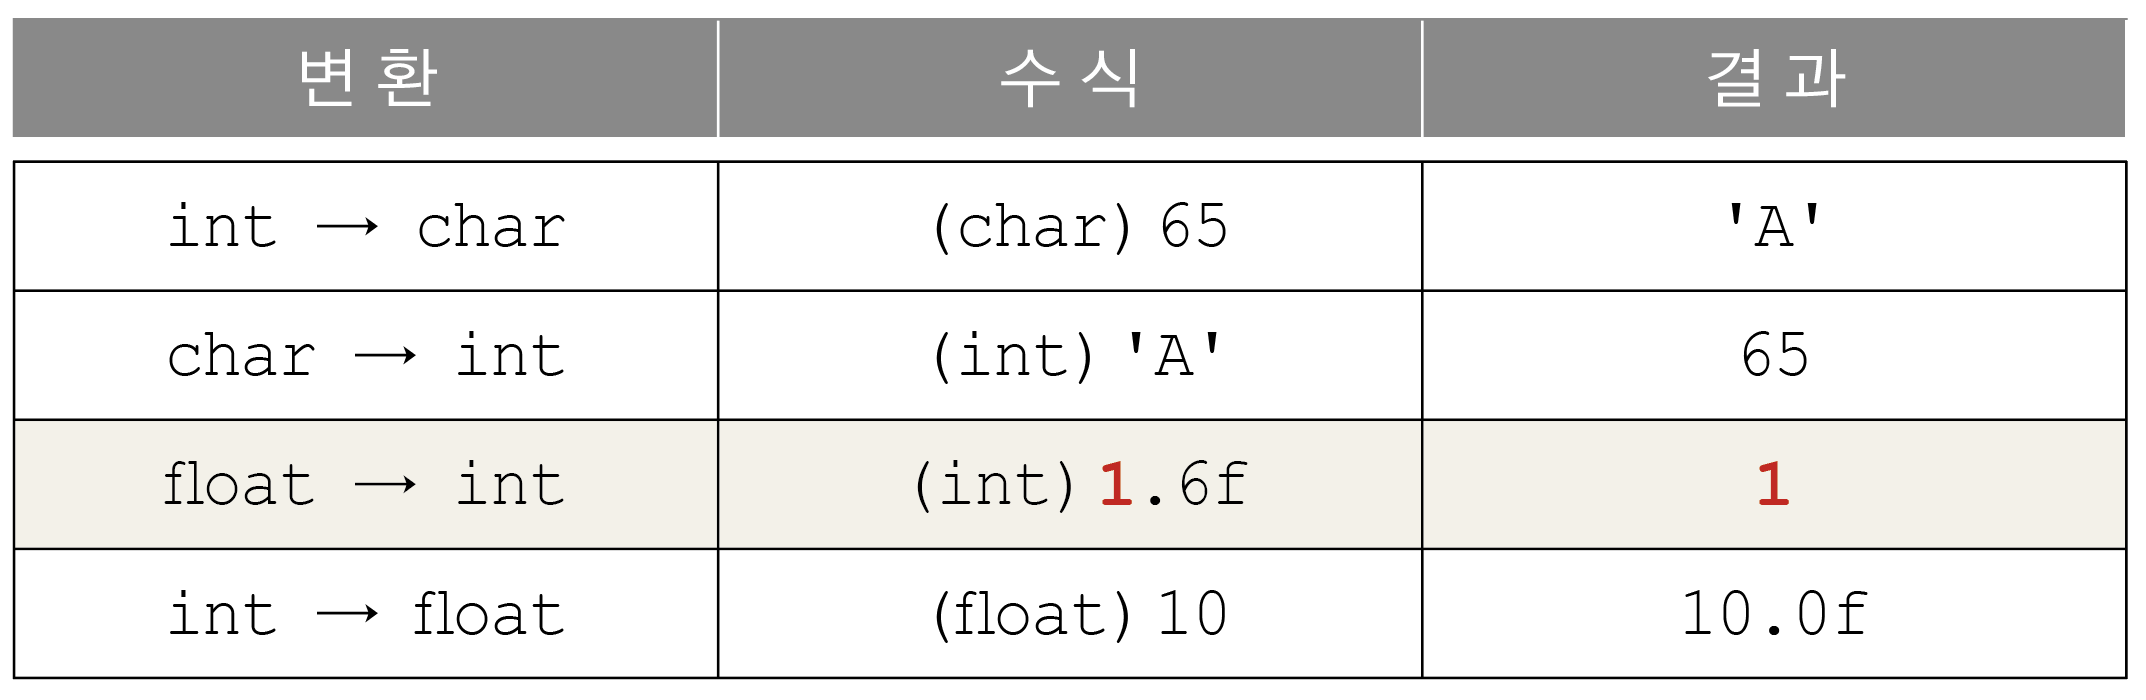 변환 수식 결과
int → char (char)65 'A'
char → int (int)'A' 65
float → int (int)1.6f 1
int → float (float)10 10.0f